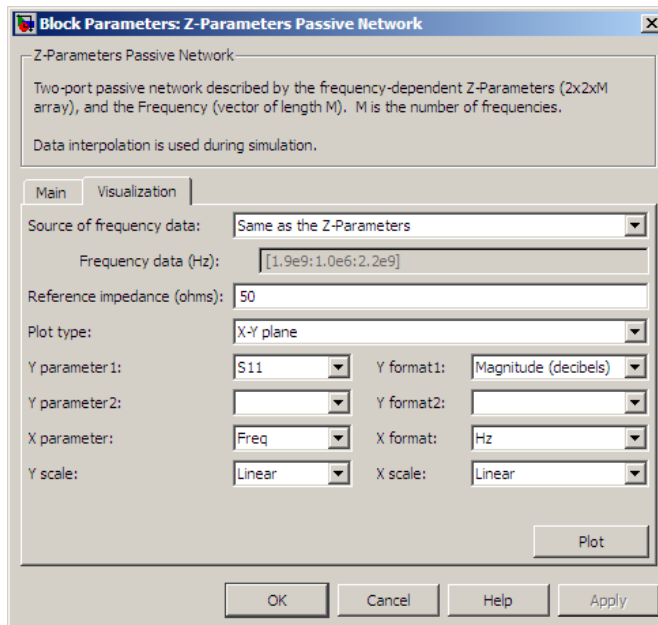 Block Parameters: Z-Parameters Passive Network
Z-Parameters Passive Network
Two-port passive network described by the frequency-dependent Z-Parameters (2x2xM
array), and the Frequency (vector of length M). M is the number of frequencies.
Data interpolation is used during simulation.
Main Visualization
Source of frequency data: Same as the Z-Parameters
Frequency data (Hz): [1.9e9:1.0e6:2.2e9]
Reference impedance (ohms): 50
Plot type: X-Y plane
Y parameter1: S11 Y format1: Magnitude (decibels)
Y parameter2: Y format2:
X parameter: Freq X format: Hz
Y scale: Linear X scale: Linear
Plot
OK Cancel Help Apply